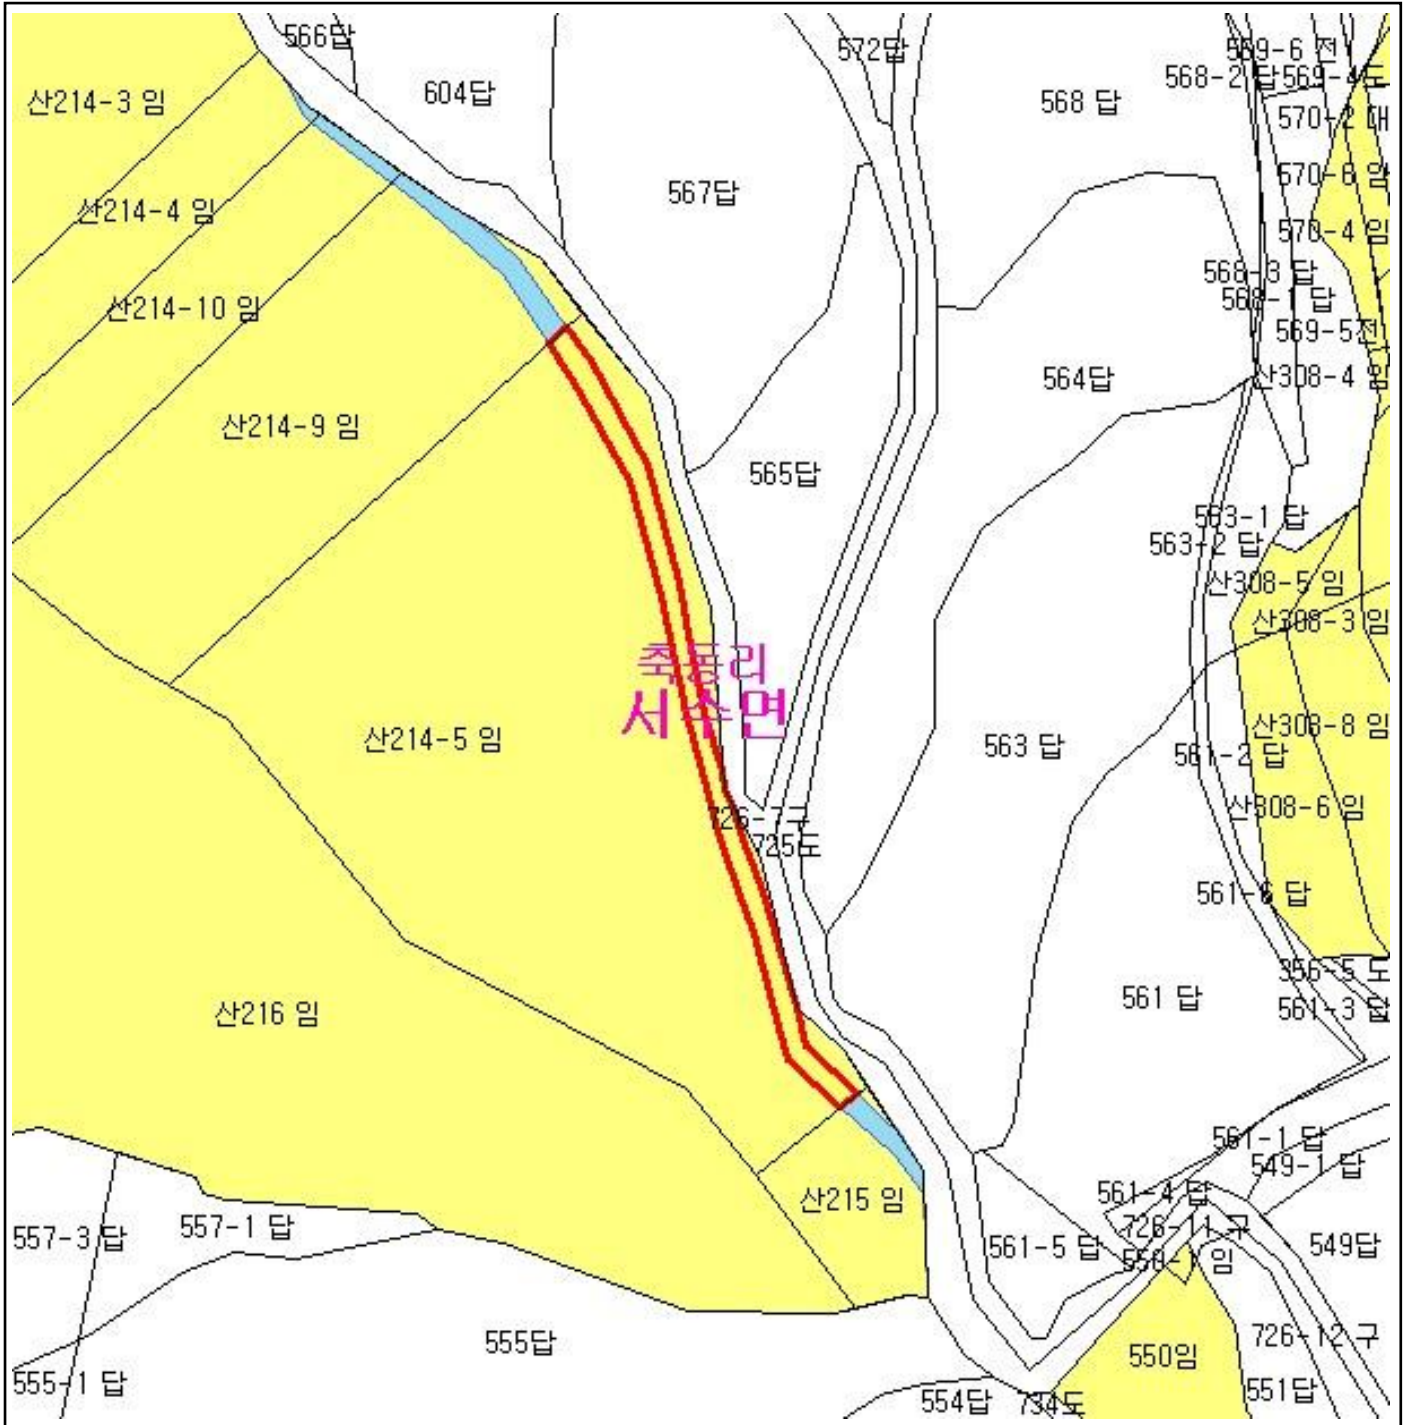 566답
572답
569-6 전
568-2 답
569-4도
604답
568 답
산214-3 임
570-2 대
567답
570-6 임
산214-4 임
570-4 임
568-3 답
568-1 답
산214-10 임
569-5전
564답
산308-4 임
산214-9 임
565답
563-1 답
563-2 답
산308-5 임
산308-3 임
축동리
서수면
산214-5 임
563 답
561-2 답
산308-8 임
산308-6 임
726-7구
725도
561-6 답
356-5 도
561 답
561-3 답
산216 임
561-1 답
549-1 답
561-4 답
산215 임
557-3 답
557-1 답
726-11 구
561-5 답
549답
550-1 임
555답
726-12 구
550임
555-1 답
554답
734도
551답